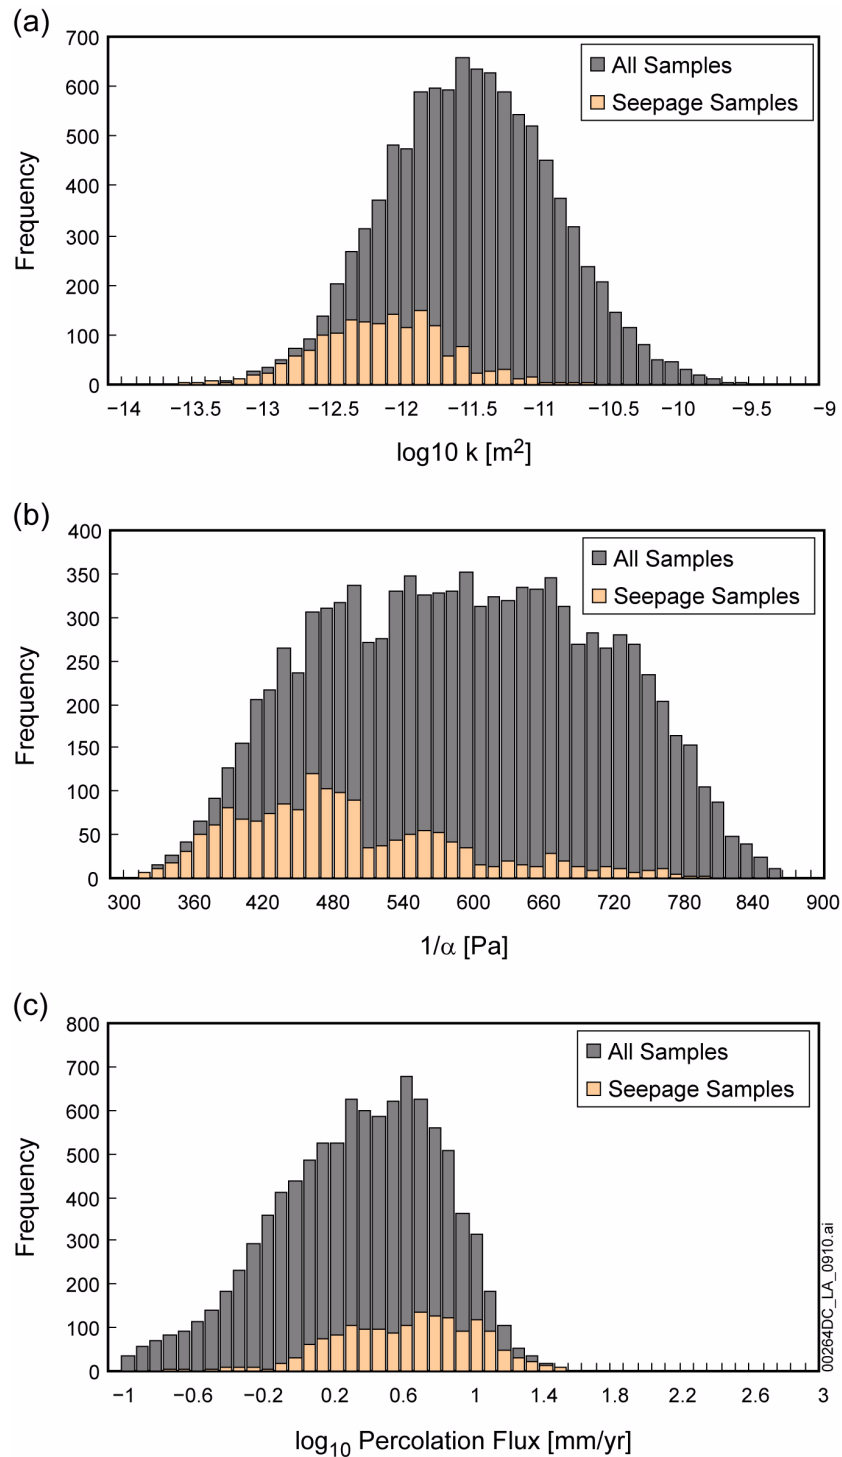 (a)
700
600
500
400
300
200
100
0
Frequency
All Samples
Seepage Samples
−14 −13.5 −13 −12.5 −12 −11.5 −11 −10.5 −10 −9.5 −9
log10 k [m²]
(b)
400
350
300
250
200
150
100
50
0
Frequency
All Samples
Seepage Samples
300 360 420 480 540 600 660 720 780 840 900
1/α [Pa]
(c)
800
700
600
500
400
300
200
100
0
Frequency
All Samples
Seepage Samples
−1 −0.6 −0.2 0.2 0.6 1 1.4 1.8 2.2 2.6 3
log₁₀ Percolation Flux [mm/yr]
00264DC_LA_0910.ai